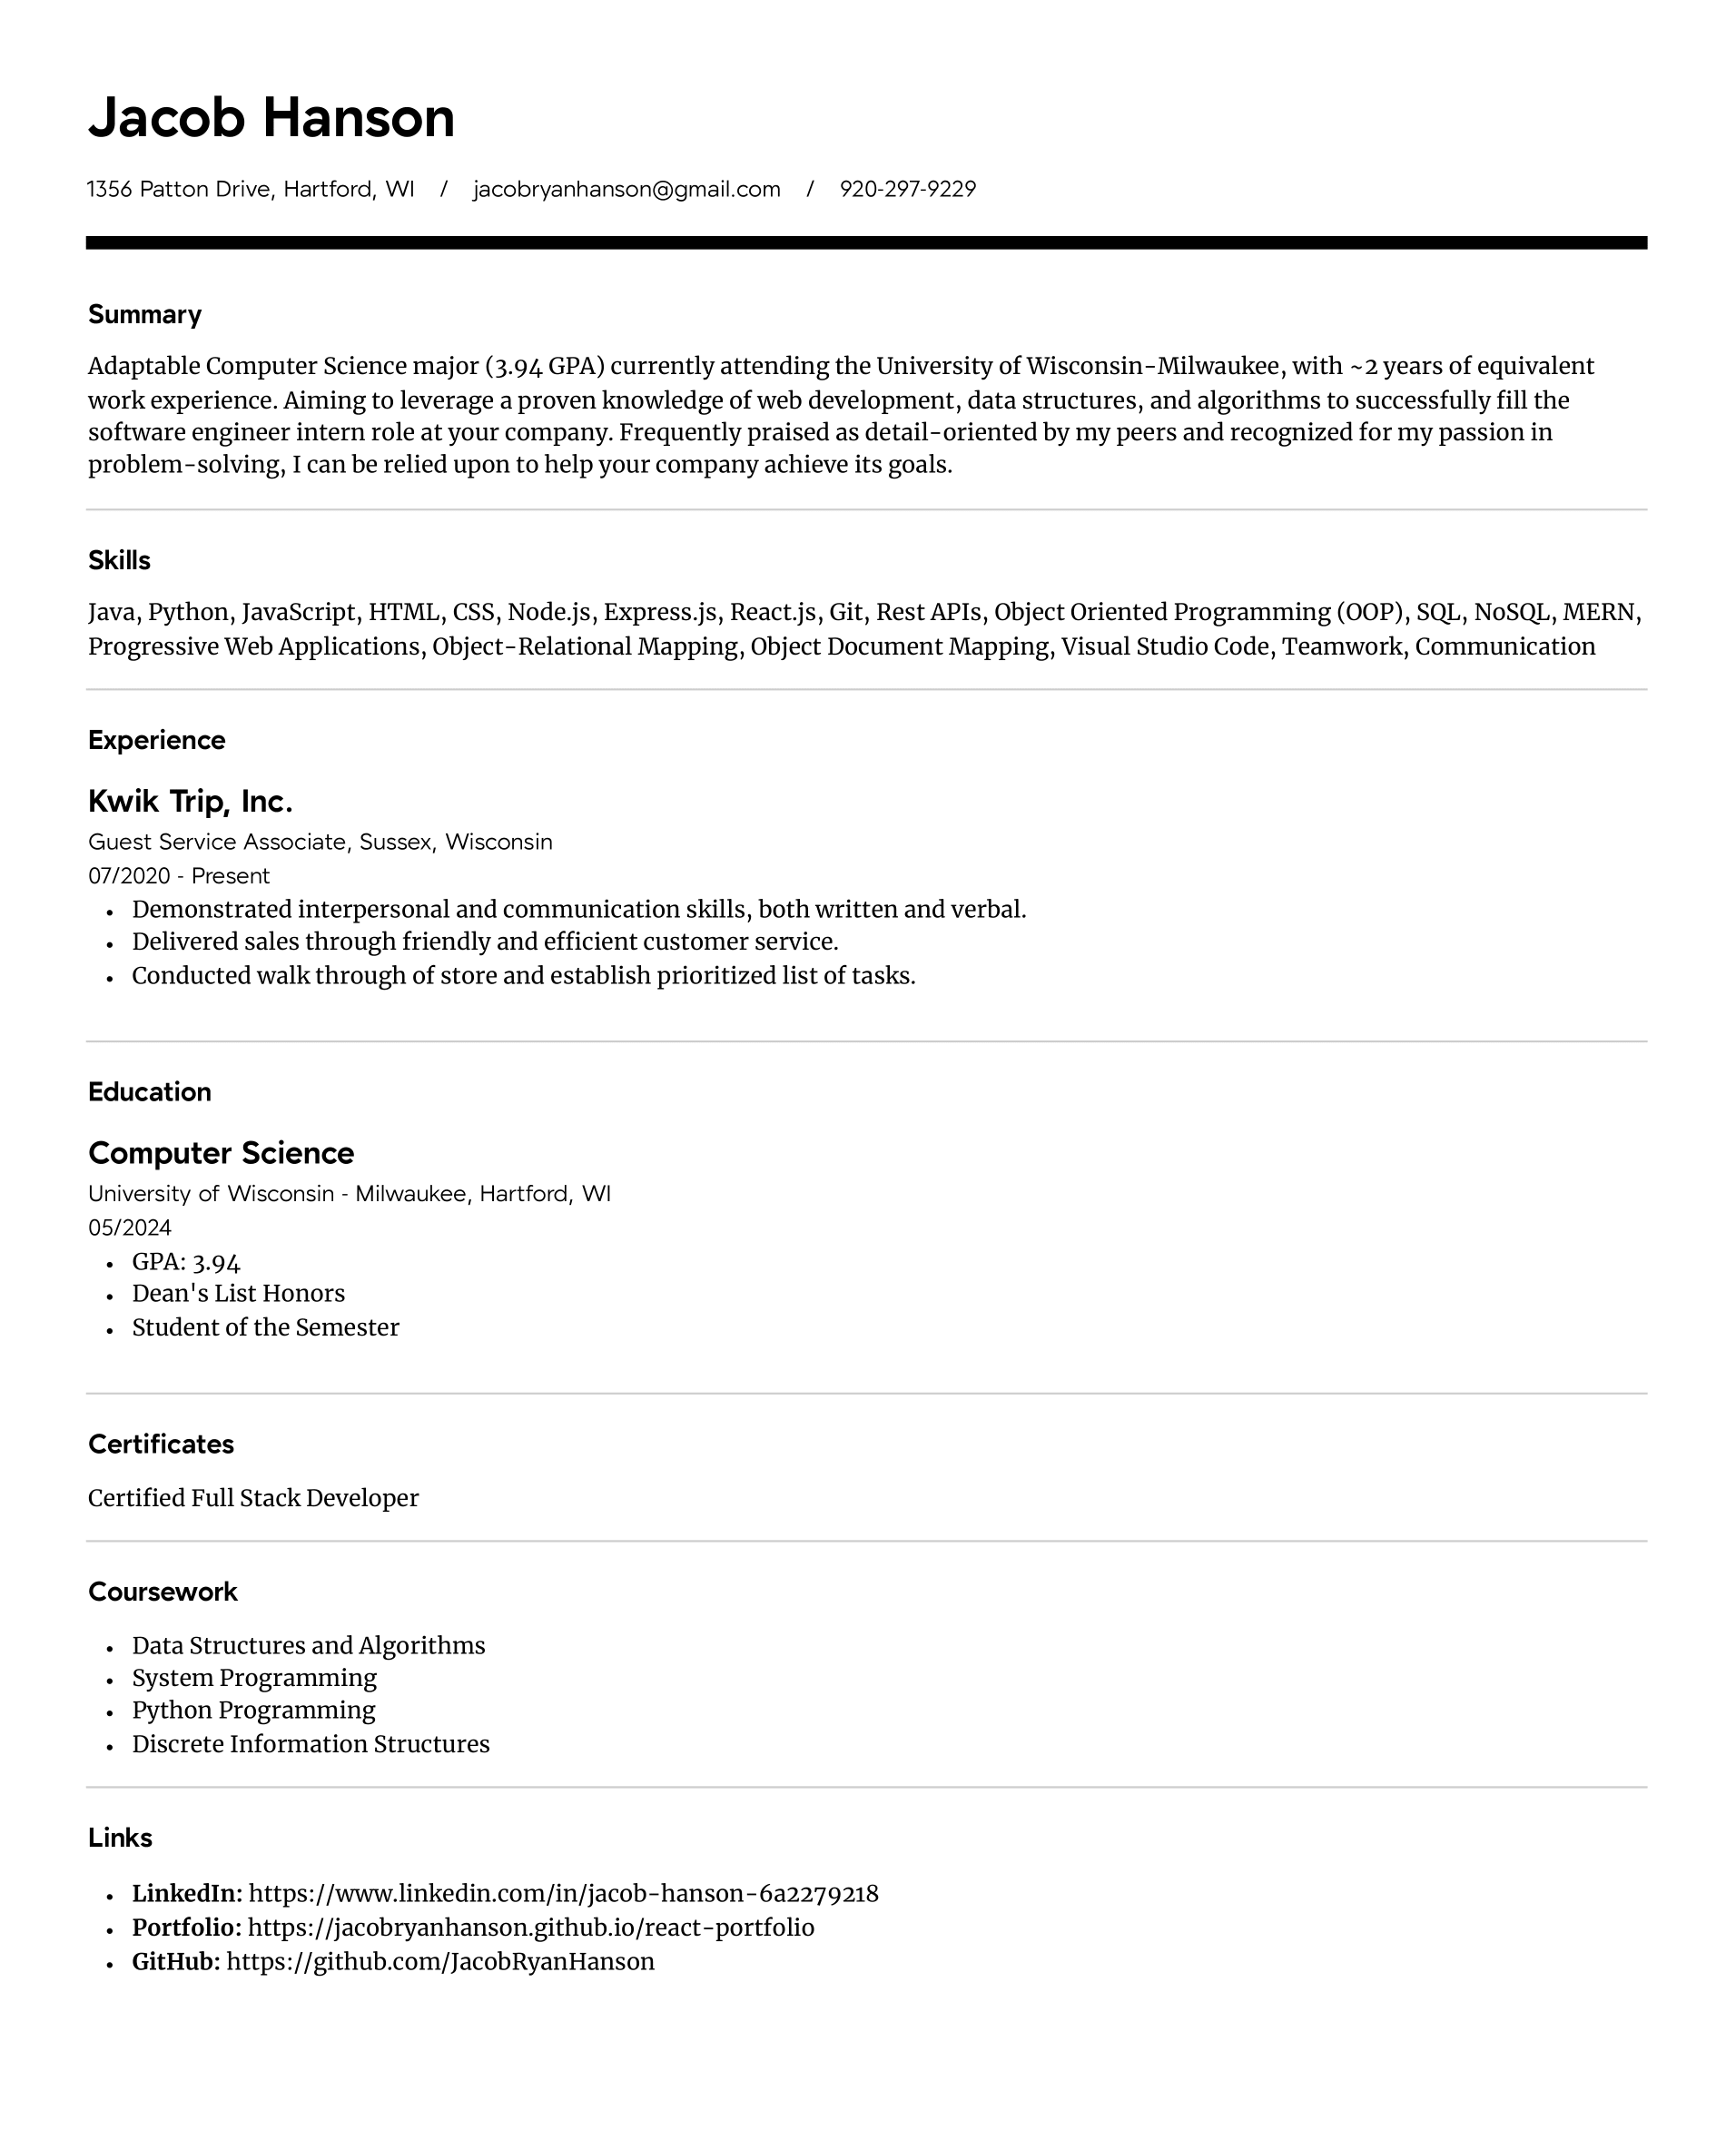 Jacob Hanson
1356 Patton Drive, Hartford, WI / jacobryanhanson@gmail.com / 920-297-9229
Summary
Adaptable Computer Science major (3.94 GPA) currently attending the University of Wisconsin-Milwaukee, with ~2 years of equivalent
work experience. Aiming to leverage a proven knowledge of web development, data structures, and algorithms to successfully fill the
software engineer intern role at your company. Frequently praised as detail-oriented by my peers and recognized for my passion in
problem-solving, I can be relied upon to help your company achieve its goals.
Skills
Java, Python, JavaScript, HTML, CSS, Node.js, Express.js, React.js, Git, Rest APIs, Object Oriented Programming (OOP), SQL, NoSQL, MERN,
Progressive Web Applications, Object-Relational Mapping, Object Document Mapping, Visual Studio Code, Teamwork, Communication
Experience
Kwik Trip, Inc.
Guest Service Associate, Sussex, Wisconsin
07/2020 - Present
• Demonstrated interpersonal and communication skills, both written and verbal.
• Delivered sales through friendly and efficient customer service.
• Conducted walk through of store and establish prioritized list of tasks.
Education
Computer Science
University of Wisconsin - Milwaukee, Hartford, WI
05/2024
• GPA: 3.94
• Dean's List Honors
• Student of the Semester
Certificates
Certified Full Stack Developer
Coursework
• Data Structures and Algorithms
• System Programming
• Python Programming
• Discrete Information Structures
Links
• LinkedIn: https://www.linkedin.com/in/jacob-hanson-6a2279218
• Portfolio: https://jacobryanhanson.github.io/react-portfolio
• GitHub: https://github.com/JacobRyanHanson